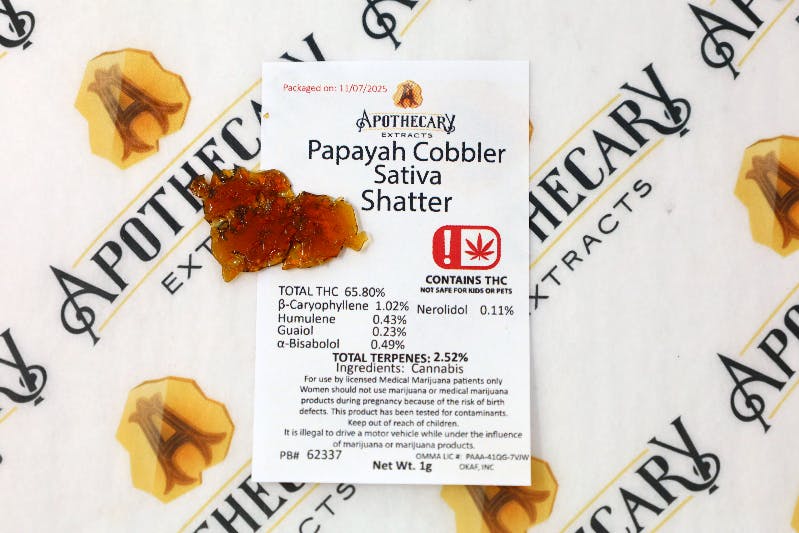 Packaged on: 11/07/2025
APOTHECARY
EXTRACTS
Papayah Cobbler
Sativa
Shatter
!
CONTAINS THC
NOT SAFE FOR KIDS OR PETS
TOTAL THC 65.80%
β-Caryophyllene 1.02% Nerolidol 0.11%
Humulene 0.43%
Guaiol 0.23%
α-Bisabolol 0.49%
TOTAL TERPENES: 2.52%
Ingredients: Cannabis
For use by licensed Medical Marijuana patients only
Women should not use marijuana or medical marijuana
products during pregnancy because of the risk of birth
defects. This product has been tested for contaminants.
Keep out of reach of children.
It is illegal to drive a motor vehicle while under the influence
of marijuana or marijuana products.
PB# 62337 OMMA LIC #: PAAA-41QG-7VJW
Net Wt. 1g OKAF, INC
APOTHECARY
EXTRACTS
APOTHECARY
EXTRACTS